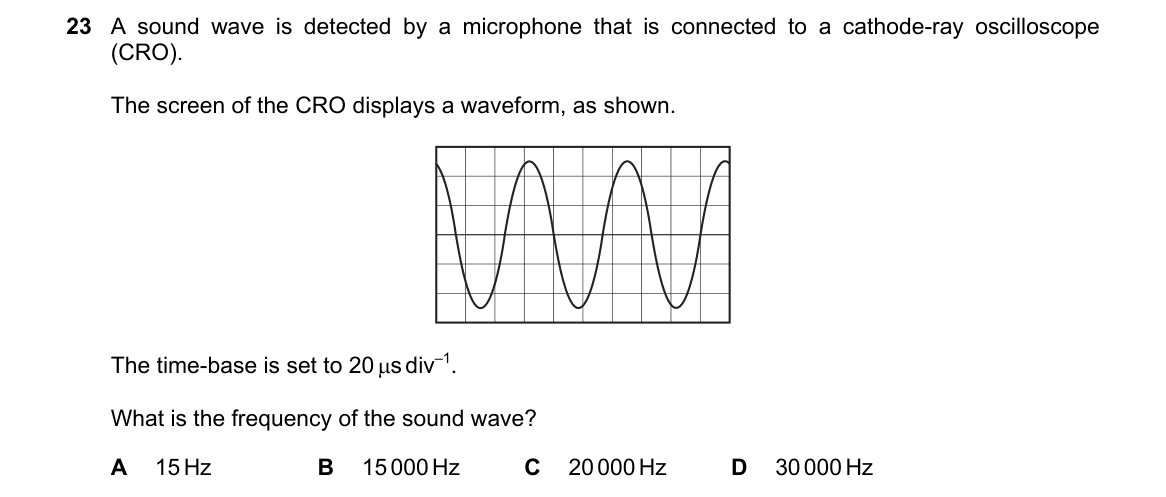 23 A sound wave is detected by a microphone that is connected to a cathode-ray oscilloscope
(CRO).
The screen of the CRO displays a waveform, as shown.
The time-base is set to 20 μs div⁻¹.
What is the frequency of the sound wave?
A 15 Hz B 15 000 Hz C 20 000 Hz D 30 000 Hz